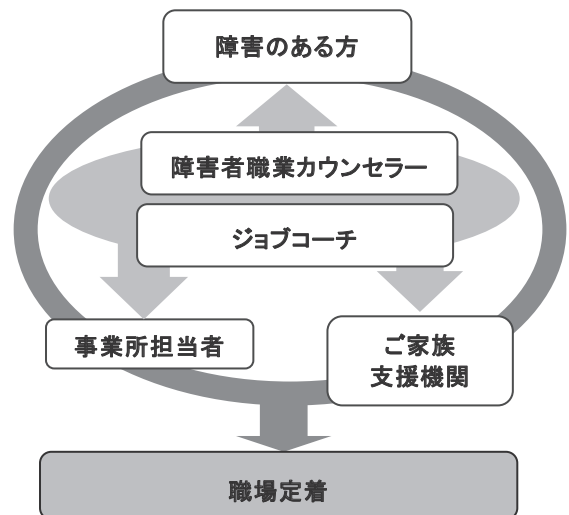 障害のある方
障害者職業カウンセラー
ジョブコーチ
事業所担当者
ご家族
支援機関
職場定着